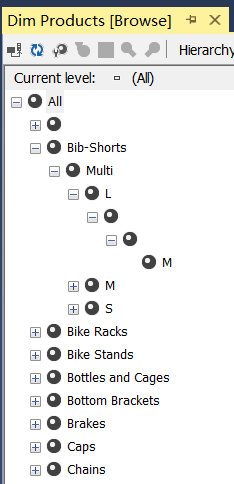 Dim Products [Browse]
Hierarchy
Current level: (All)
All
Bib-Shorts
Multi
L
M
M
S
Bike Racks
Bike Stands
Bottles and Cages
Bottom Brackets
Brakes
Caps
Chains